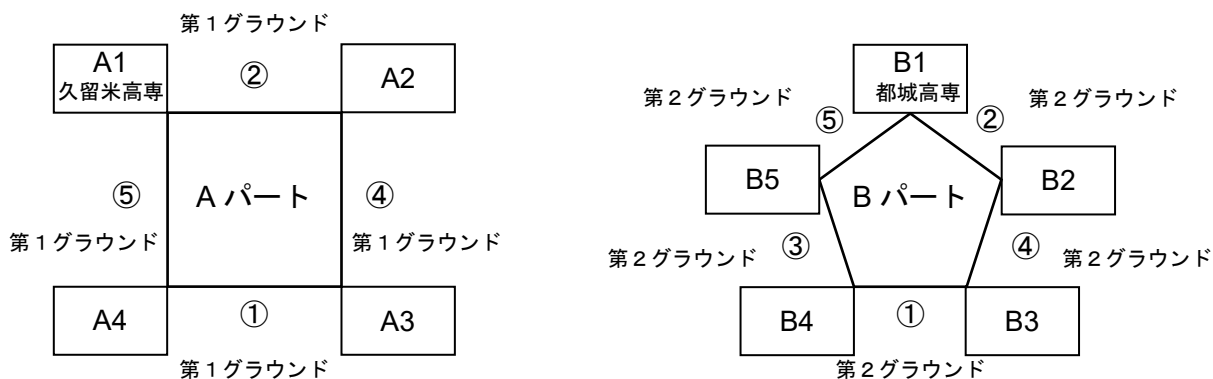 第１グラウンド
A1
久留米高専
②
A2
⑤
A パート
④
第１グラウンド
第１グラウンド
A4
①
A3
第１グラウンド
B1
都城高専
第２グラウンド
⑤
②
第２グラウンド
B5
B パート
B2
第２グラウンド
③
④
第２グラウンド
B4
①
B3
第２グラウンド